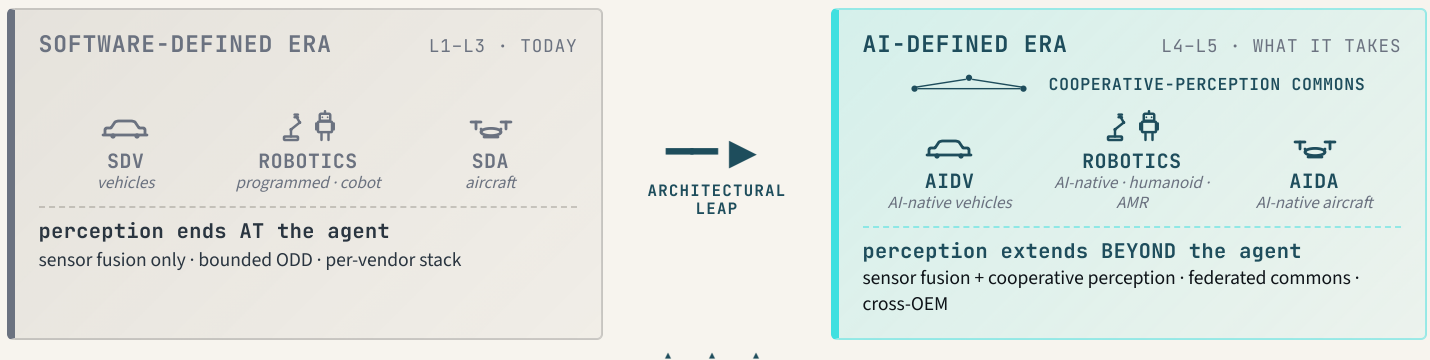 SOFTWARE-DEFINED ERA
L1–L3 · TODAY
SDV
vehicles
ROBOTICS
programmed · cobot
SDA
aircraft
perception ends AT the agent
sensor fusion only · bounded ODD · per-vendor stack
ARCHITECTURAL
LEAP
AI-DEFINED ERA
L4–L5 · WHAT IT TAKES
COOPERATIVE-PERCEPTION COMMONS
AIDV
AI-native vehicles
ROBOTICS
AI-native · humanoid ·
AMR
AIDA
AI-native aircraft
perception extends BEYOND the agent
sensor fusion + cooperative perception · federated commons ·
cross-OEM